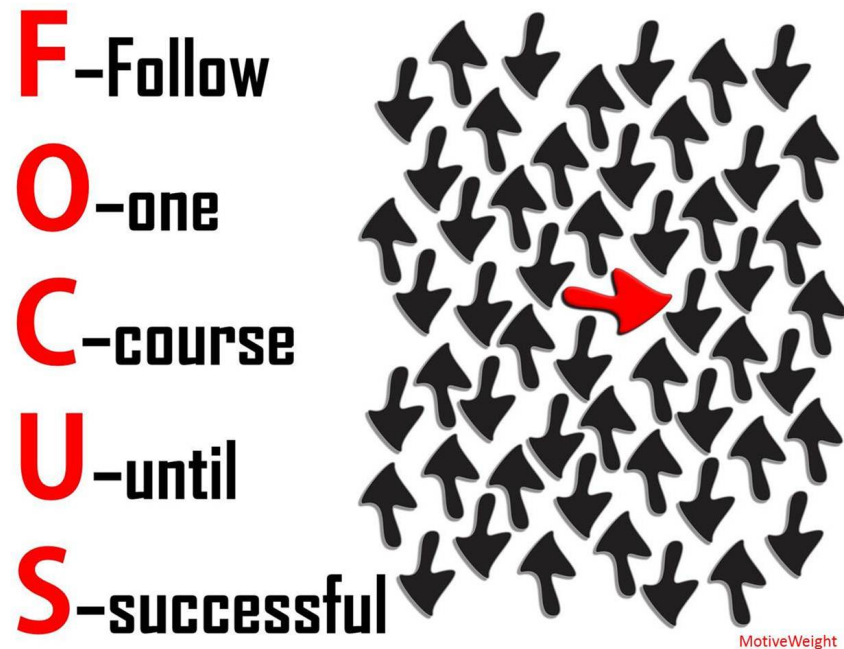 F-Follow
O-one
C-course
U-until
S-successful
MotiveWeight